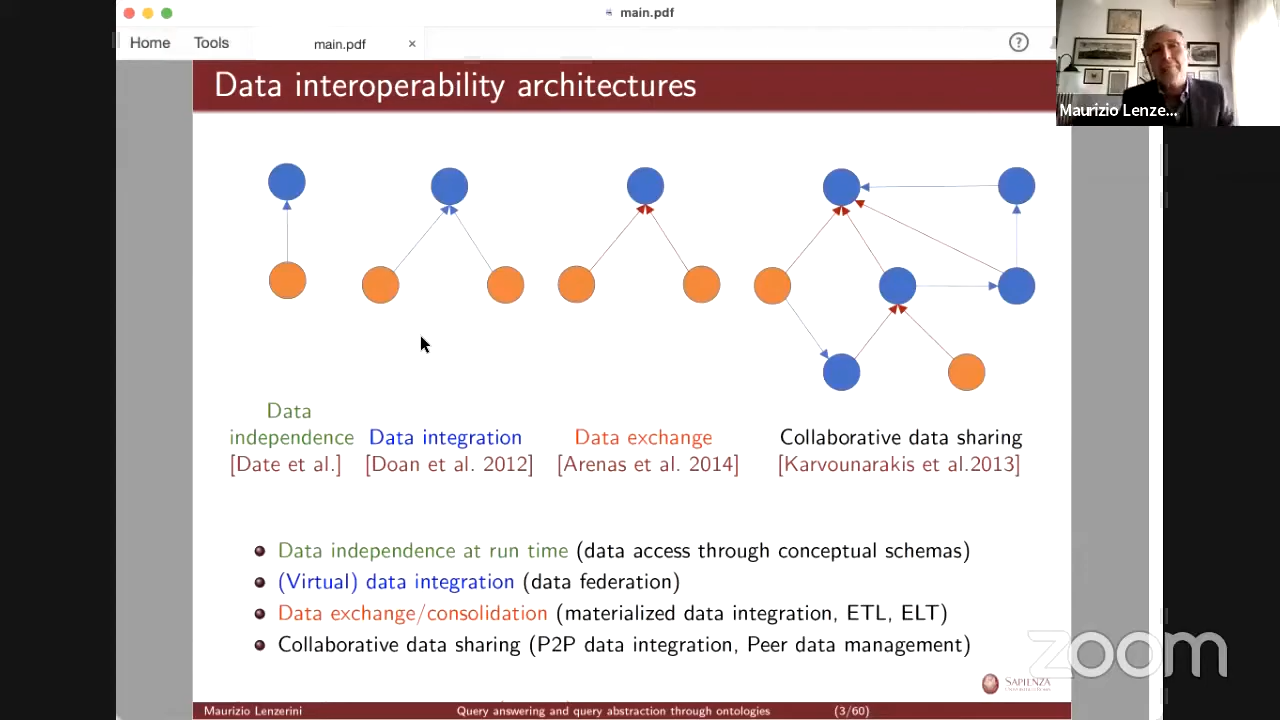 main.pdf
Home Tools main.pdf × ?
Data interoperability architectures
Maurizio Lenze...
Data
independence Data integration Data exchange Collaborative data sharing
[Date et al.] [Doan et al. 2012] [Arenas et al. 2014] [Karvounarakis et al.2013]
Data independence at run time (data access through conceptual schemas)
(Virtual) data integration (data federation)
Data exchange/consolidation (materialized data integration, ETL, ELT)
Collaborative data sharing (P2P data integration, Peer data management)
zoom
SAPIENZA
Maurizio Lenzerini Query answering and query abstraction through ontologies (3/60)